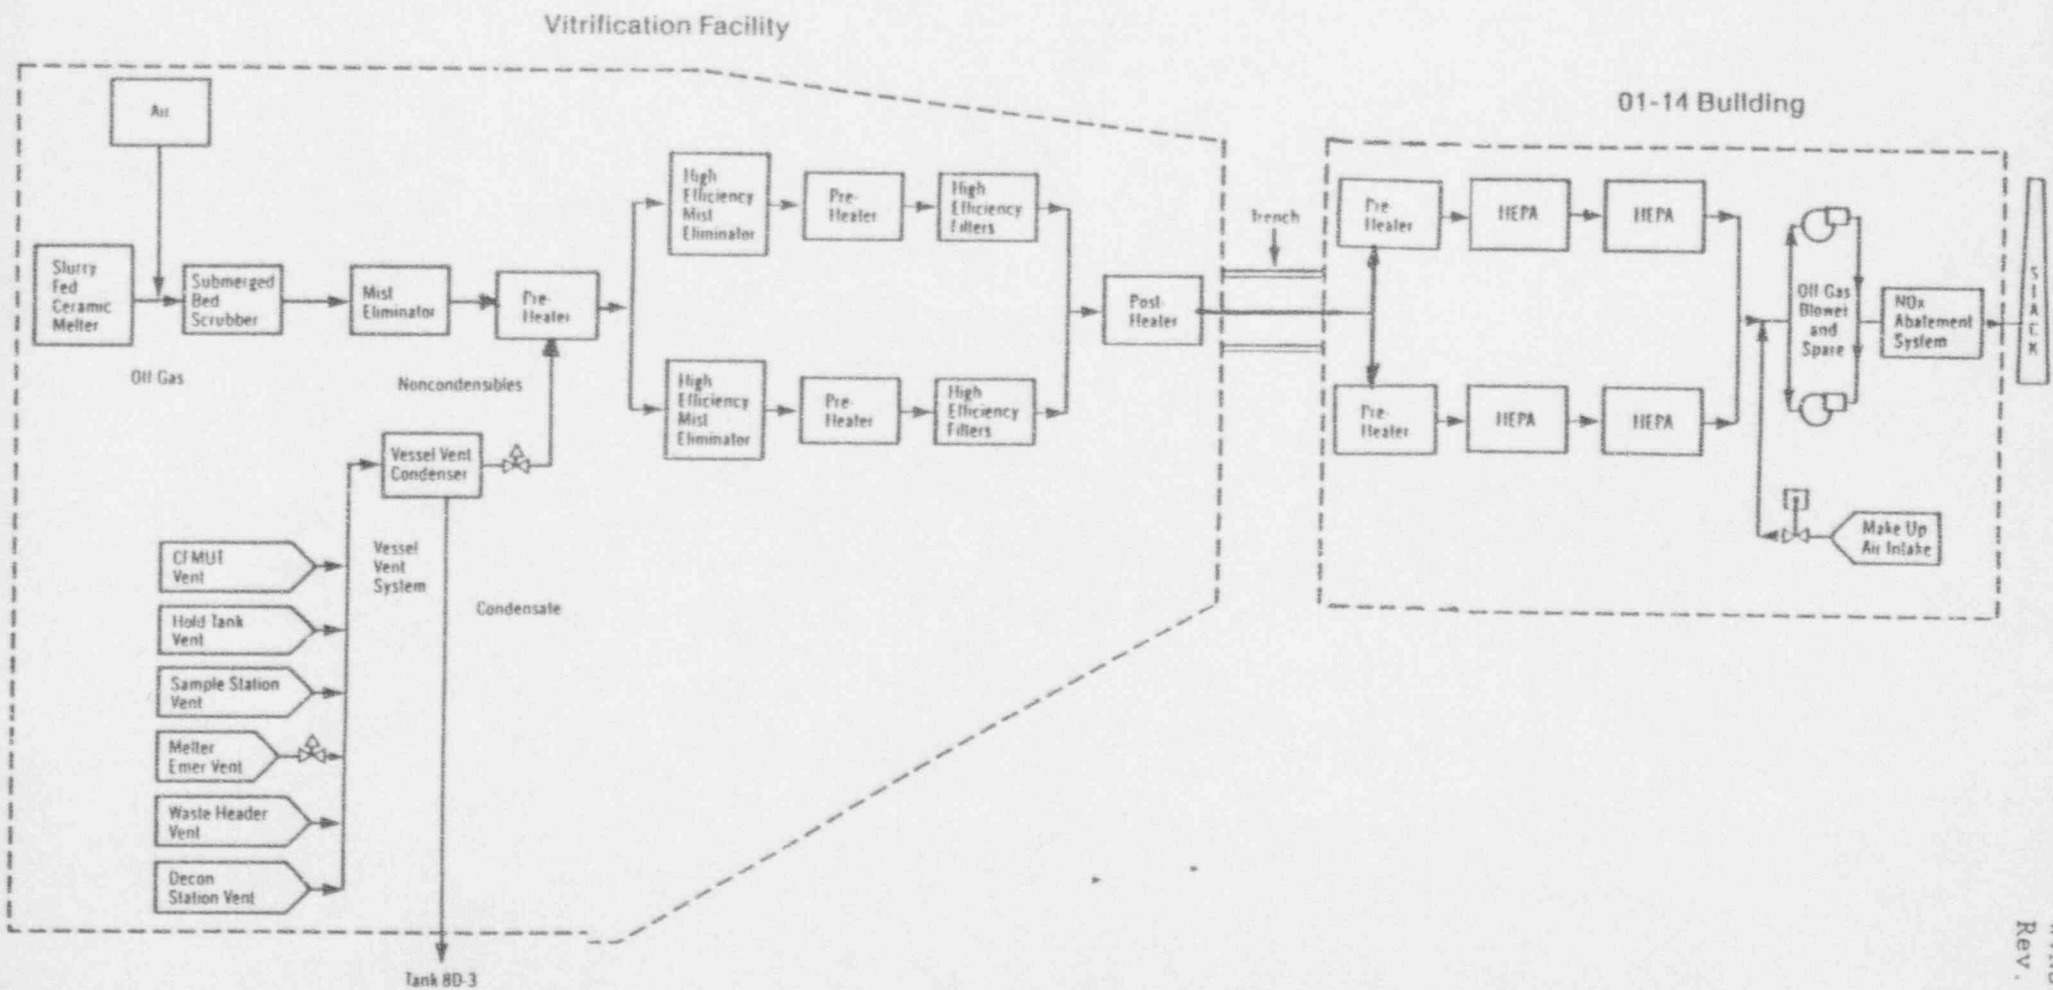 Vitrification Facility
01-14 Building
Air
Slurry
Fed
Ceramic
Melter
Submerged
Bed
Scrubber
Mist
Eliminator
Pre-
Heater
High
Efficiency
Mist
Eliminator
Pre-
Heater
High
Efficiency
Filters
High
Efficiency
Mist
Eliminator
Pre-
Heater
High
Efficiency
Filters
Post-
Heater
Trench
Pre-
Heater
HEPA
HEPA
Pre-
Heater
HEPA
HEPA
Off Gas
Blower
and
Spare
NOx
Abatement
System
STACK
Make Up
Air Intake
Off Gas
Noncondensibles
Vessel Vent
Condenser
Vessel
Vent
System
Condensate
CFMUT
Vent
Hold Tank
Vent
Sample Station
Vent
Melter
Emer Vent
Waste Header
Vent
Decon
Station Vent
Tank 8D-3
Rev.